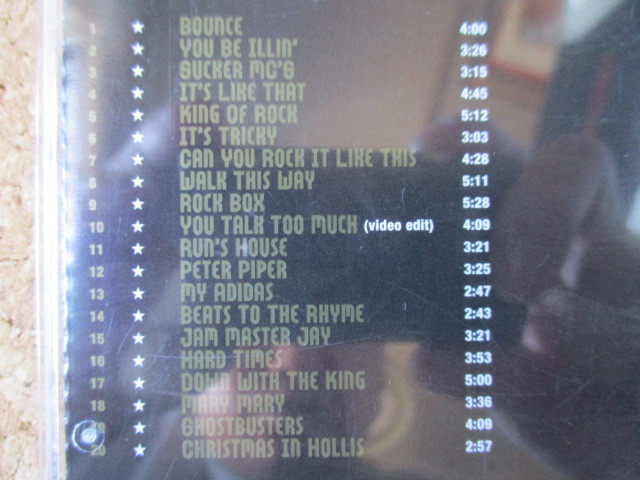 1 ★ BOUNCE 4:00
2 ★ YOU BE ILLIN' 3:26
3 ★ SUCKER MC'S 3:15
4 ★ IT'S LIKE THAT 4:45
5 ★ KING OF ROCK 5:12
6 ★ IT'S TRICKY 3:03
7 ★ CAN YOU ROCK IT LIKE THIS 4:28
8 ★ WALK THIS WAY 5:11
9 ★ ROCK BOX 5:28
10 ★ YOU TALK TOO MUCH (video edit) 4:09
11 ★ RUN'S HOUSE 3:21
12 ★ PETER PIPER 3:25
13 ★ MY ADIDAS 2:47
14 ★ BEATS TO THE RHYME 2:43
15 ★ JAM MASTER JAY 3:21
16 ★ HARD TIMES 3:53
17 ★ DOWN WITH THE KING 5:00
18 ★ MARY MARY 3:36
19 ★ GHOSTBUSTERS 4:09
20 ★ CHRISTMAS IN HOLLIS 2:57